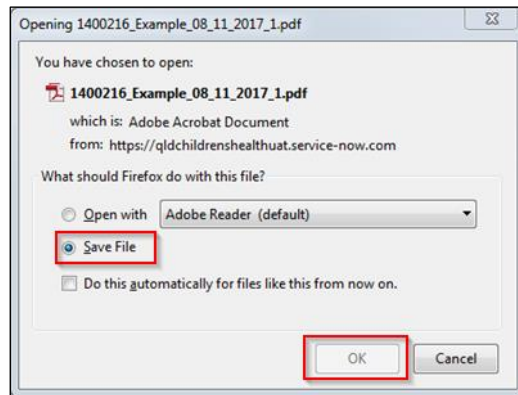 Opening 1400216_Example_08_11_2017_1.pdf
You have chosen to open:
1400216_Example_08_11_2017_1.pdf
which is: Adobe Acrobat Document
from: https://qldchildrenshealthuat.service-now.com
What should Firefox do with this file?
Open with Adobe Reader (default)
Save File
Do this automatically for files like this from now on.
OK Cancel